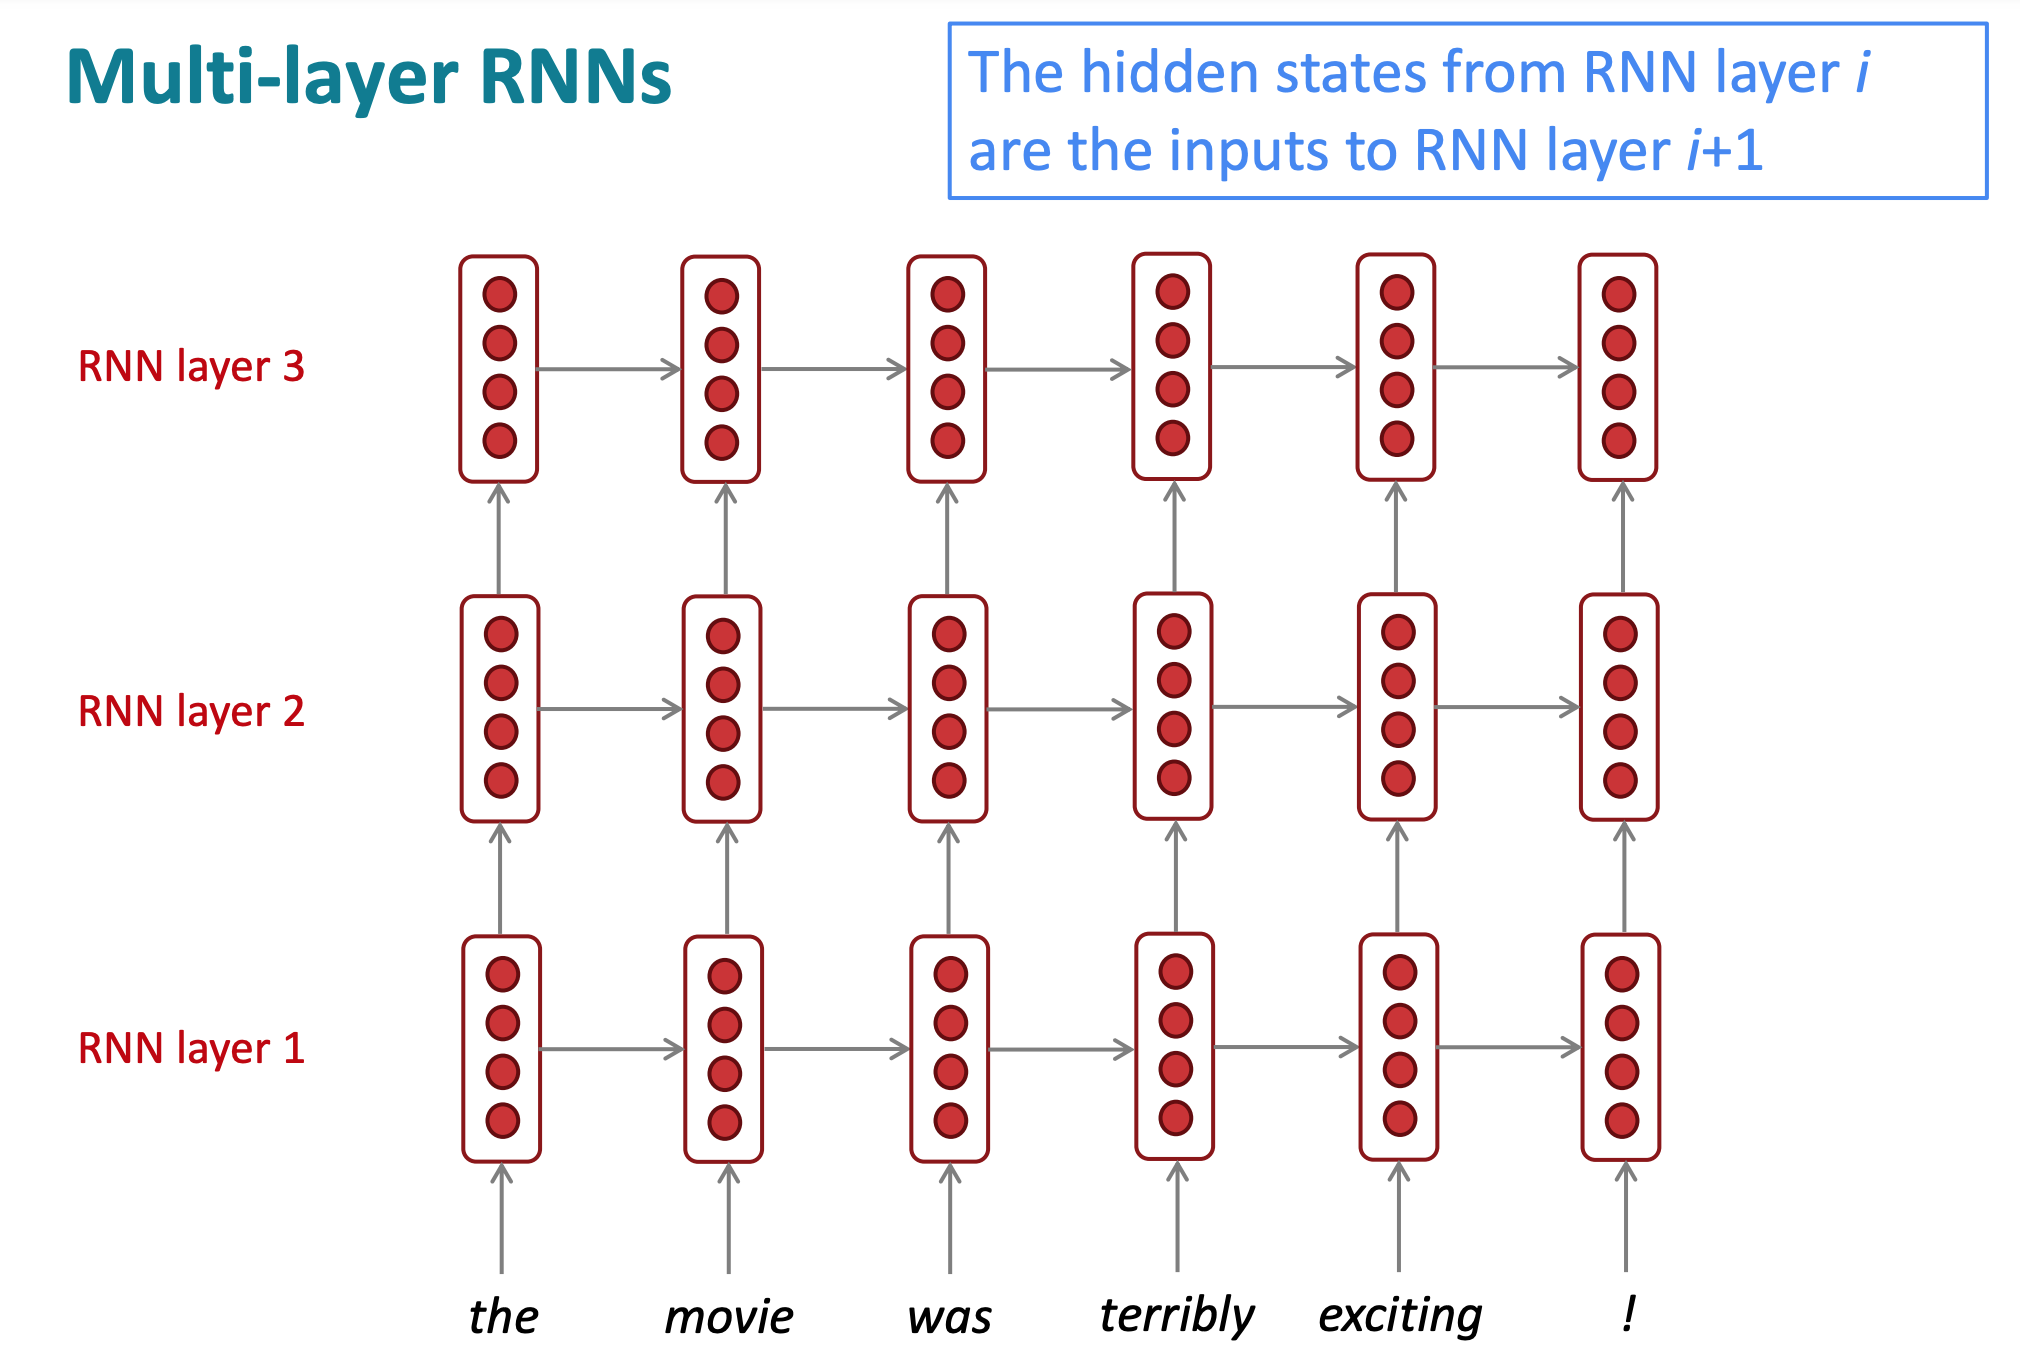 Multi-layer RNNs
The hidden states from RNN layer i
are the inputs to RNN layer i+1
RNN layer 3
RNN layer 2
RNN layer 1
the movie was terribly exciting !